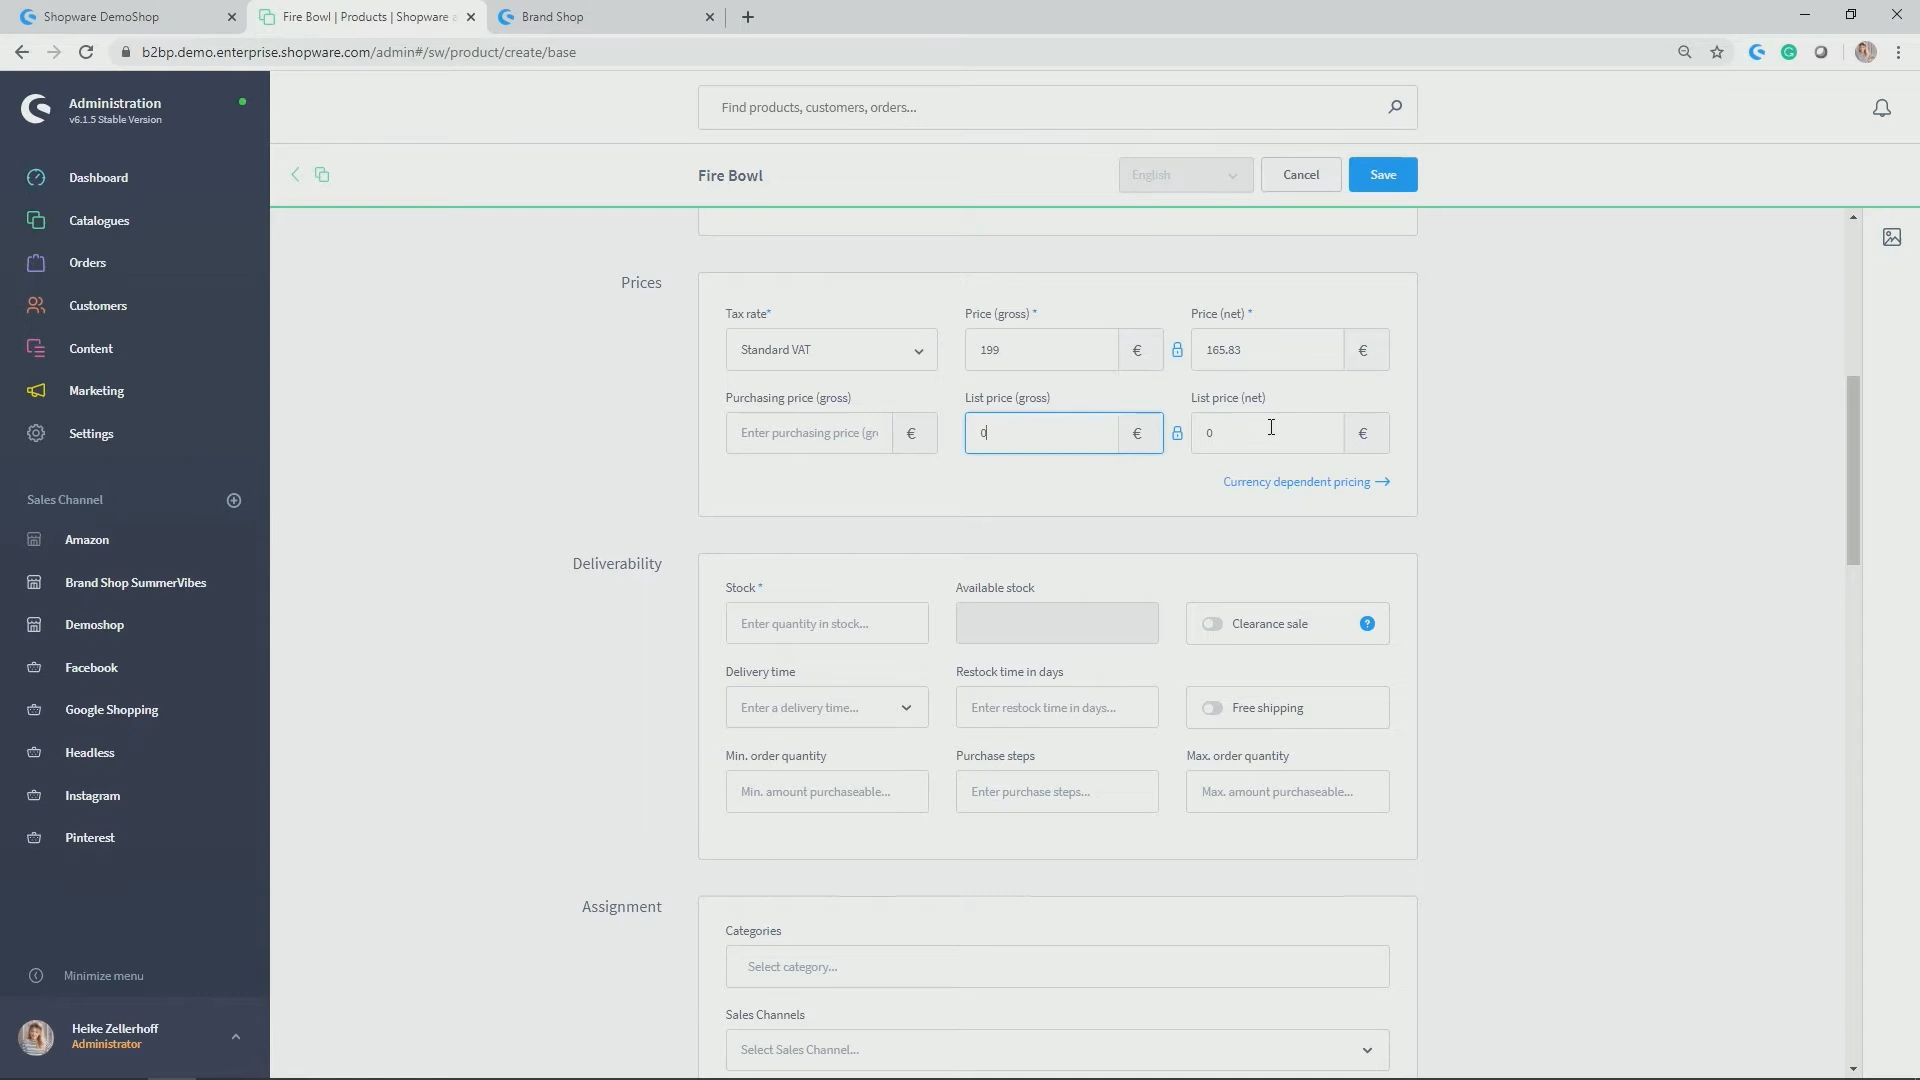 Shopware DemoShop
Fire Bowl | Products | Shopware a
Brand Shop
b2bp.demo.enterprise.shopware.com/admin#/sw/product/create/base
Administration
v6.1.5 Stable Version
Find products, customers, orders...
Fire Bowl
English
Cancel
Save
Dashboard
Catalogues
Orders
Customers
Content
Marketing
Settings
Sales Channel
Amazon
Brand Shop SummerVibes
Demoshop
Facebook
Google Shopping
Headless
Instagram
Pinterest
Minimize menu
Heike Zellerhoff
Administrator
Prices
Tax rate*
Price (gross) *
Price (net) *
Standard VAT
199 €
165.83 €
Purchasing price (gross)
List price (gross)
List price (net)
Enter purchasing price (gr €
0 €
0 €
Currency dependent pricing →
Deliverability
Stock *
Available stock
Enter quantity in stock...
Clearance sale ?
Delivery time
Restock time in days
Enter a delivery time...
Enter restock time in days...
Free shipping
Min. order quantity
Purchase steps
Max. order quantity
Min. amount purchaseable...
Enter purchase steps...
Max. amount purchaseable...
Assignment
Categories
Select category...
Sales Channels
Select Sales Channel...